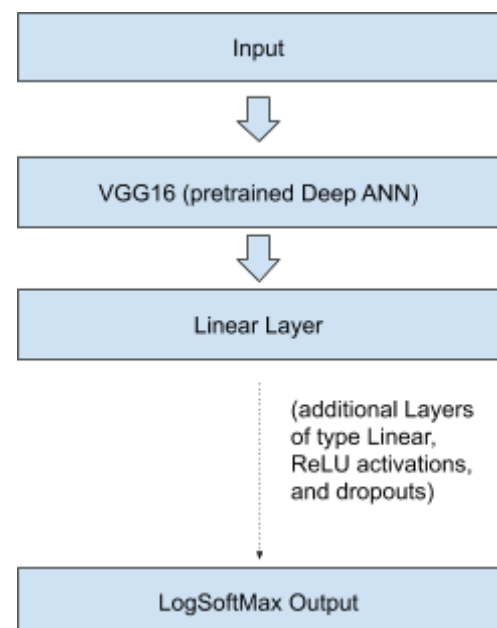 Input
VGG16 (pretrained Deep ANN)
Linear Layer
(additional Layers
of type Linear,
ReLU activations,
and dropouts)
LogSoftMax Output